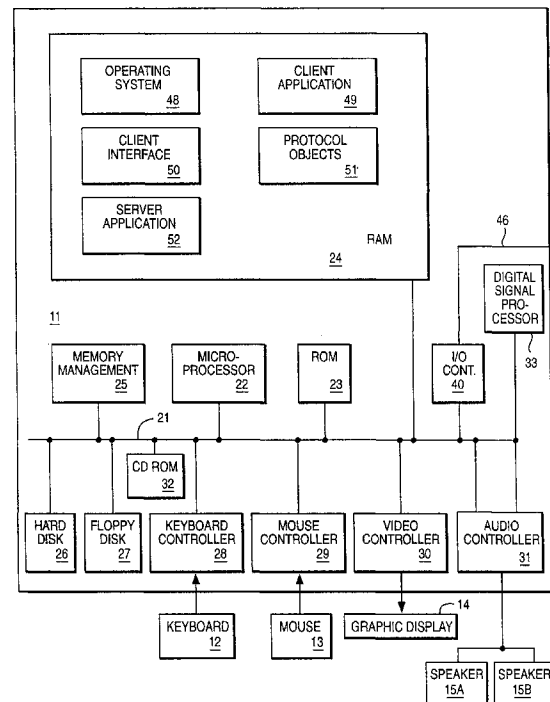 OPERATING
SYSTEM
48
CLIENT
APPLICATION
49
CLIENT
INTERFACE
50
PROTOCOL
OBJECTS
51
SERVER
APPLICATION
52
RAM
24
46
DIGITAL
SIGNAL
PRO-
CESSOR
33
11
MEMORY
MANAGEMENT
25
MICRO-
PROCESSOR
22
ROM
23
I/O
CONT.
40
21
CD ROM
32
HARD
DISK
26
FLOPPY
DISK
27
KEYBOARD
CONTROLLER
28
MOUSE
CONTROLLER
29
VIDEO
CONTROLLER
30
AUDIO
CONTROLLER
31
KEYBOARD
12
MOUSE
13
14
GRAPHIC DISPLAY
SPEAKER
15A
SPEAKER
15B